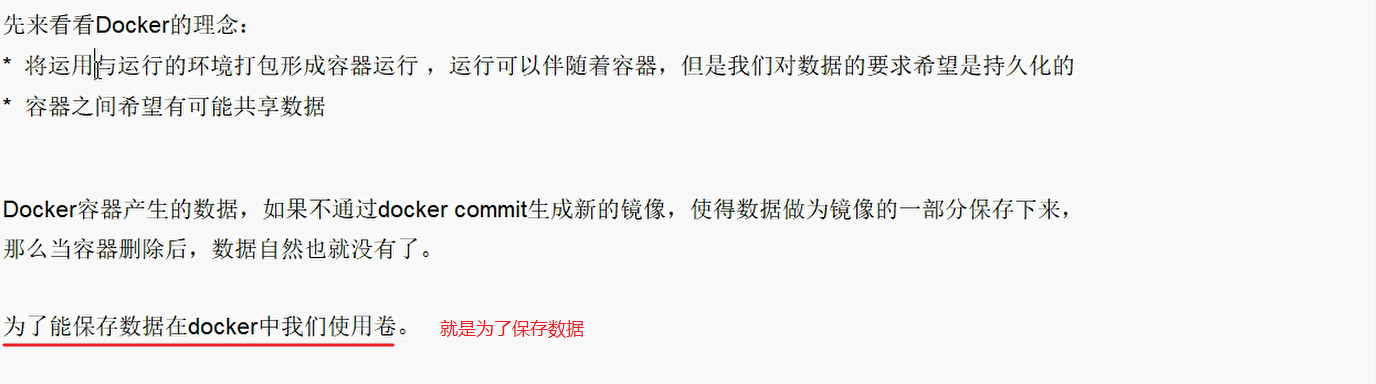 先来看看Docker的理念：
* 将运用与运行的环境打包形成容器运行 ，运行可以伴随着容器，但是我们对数据的要求希望是持久化的
* 容器之间希望有可能共享数据
Docker容器产生的数据，如果不通过docker commit生成新的镜像，使得数据做为镜像的一部分保存下来，
那么当容器删除后，数据自然也就没有了。
为了能保存数据在docker中我们使用卷。 就是为了保存数据